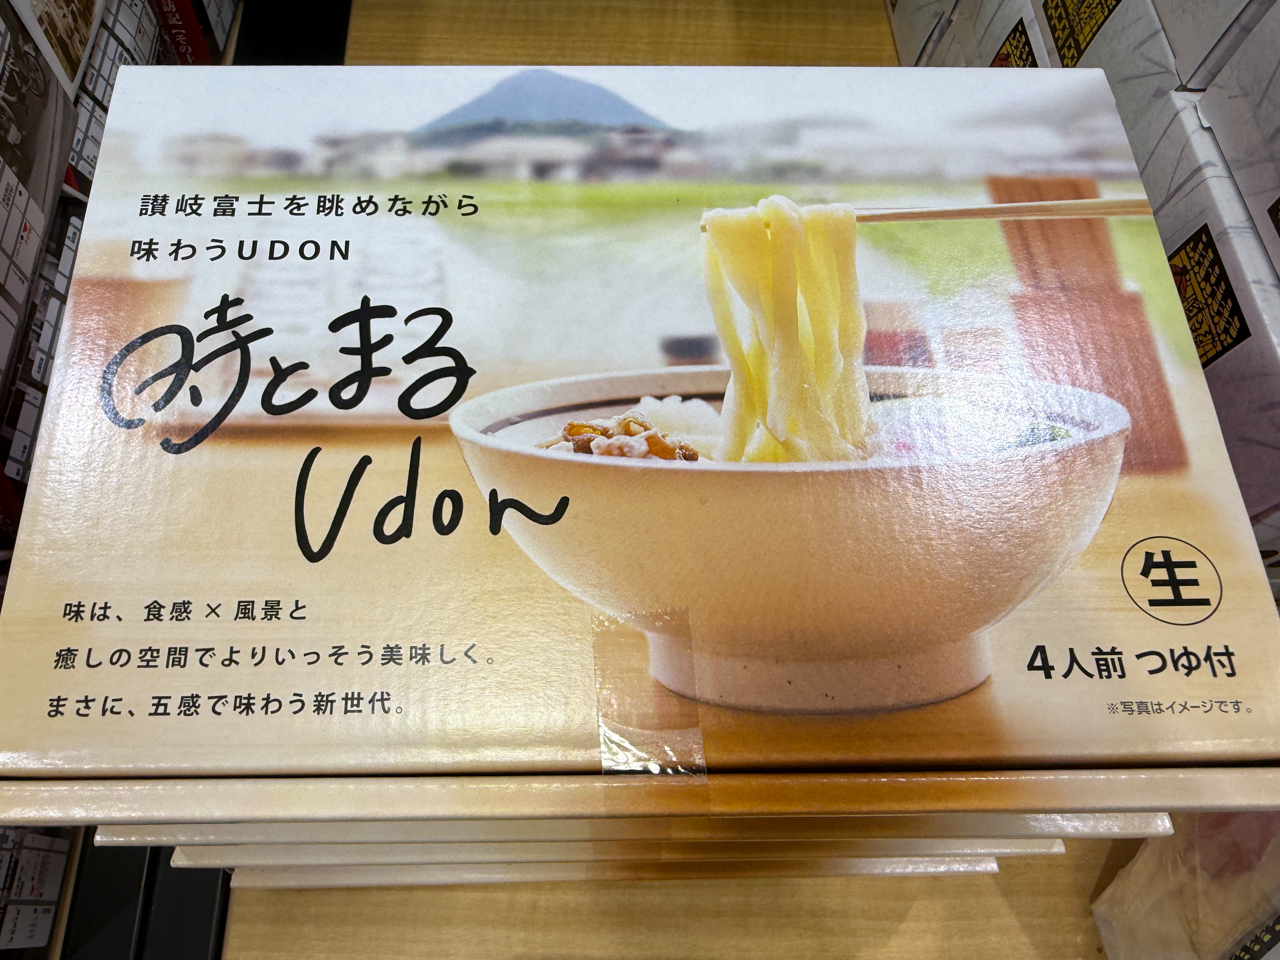 讃岐富士を眺めながら
味わうUDON
時とまる
Udon
味は、食感×風景と
癒しの空間でよりいっそう美味しく。
まさに、五感で味わう新世代。
生
4人前 つゆ付
※写真はイメージです。